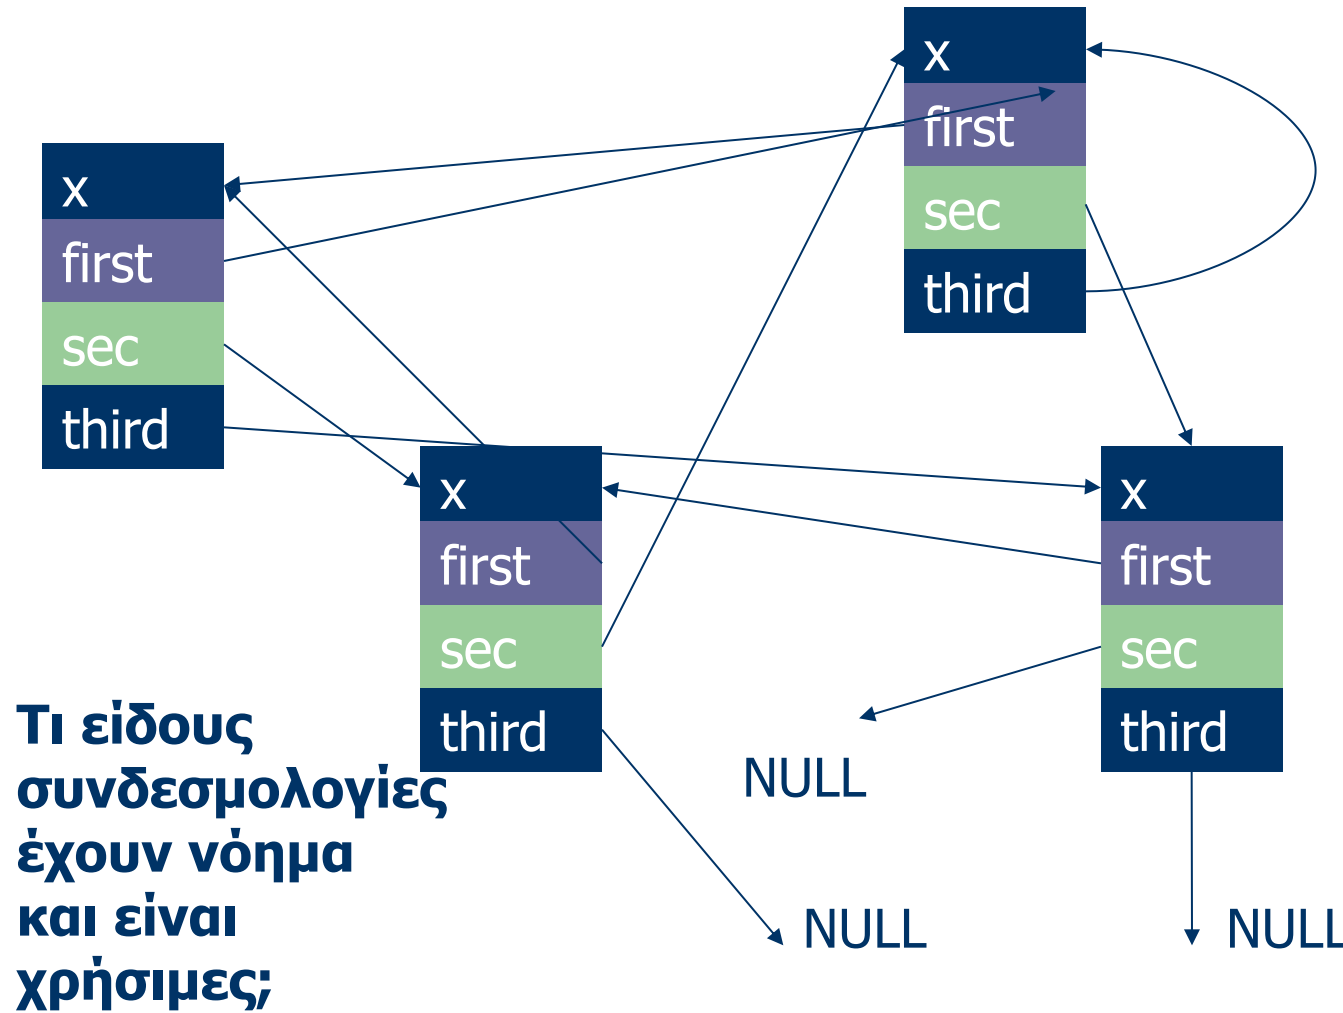 x
first
sec
third
x
first
sec
third
x
first
sec
third
x
first
sec
third
NULL
NULL
NULL
Τι είδους
συνδεσμολογίες
έχουν νόημα
και είναι
χρήσιμες;